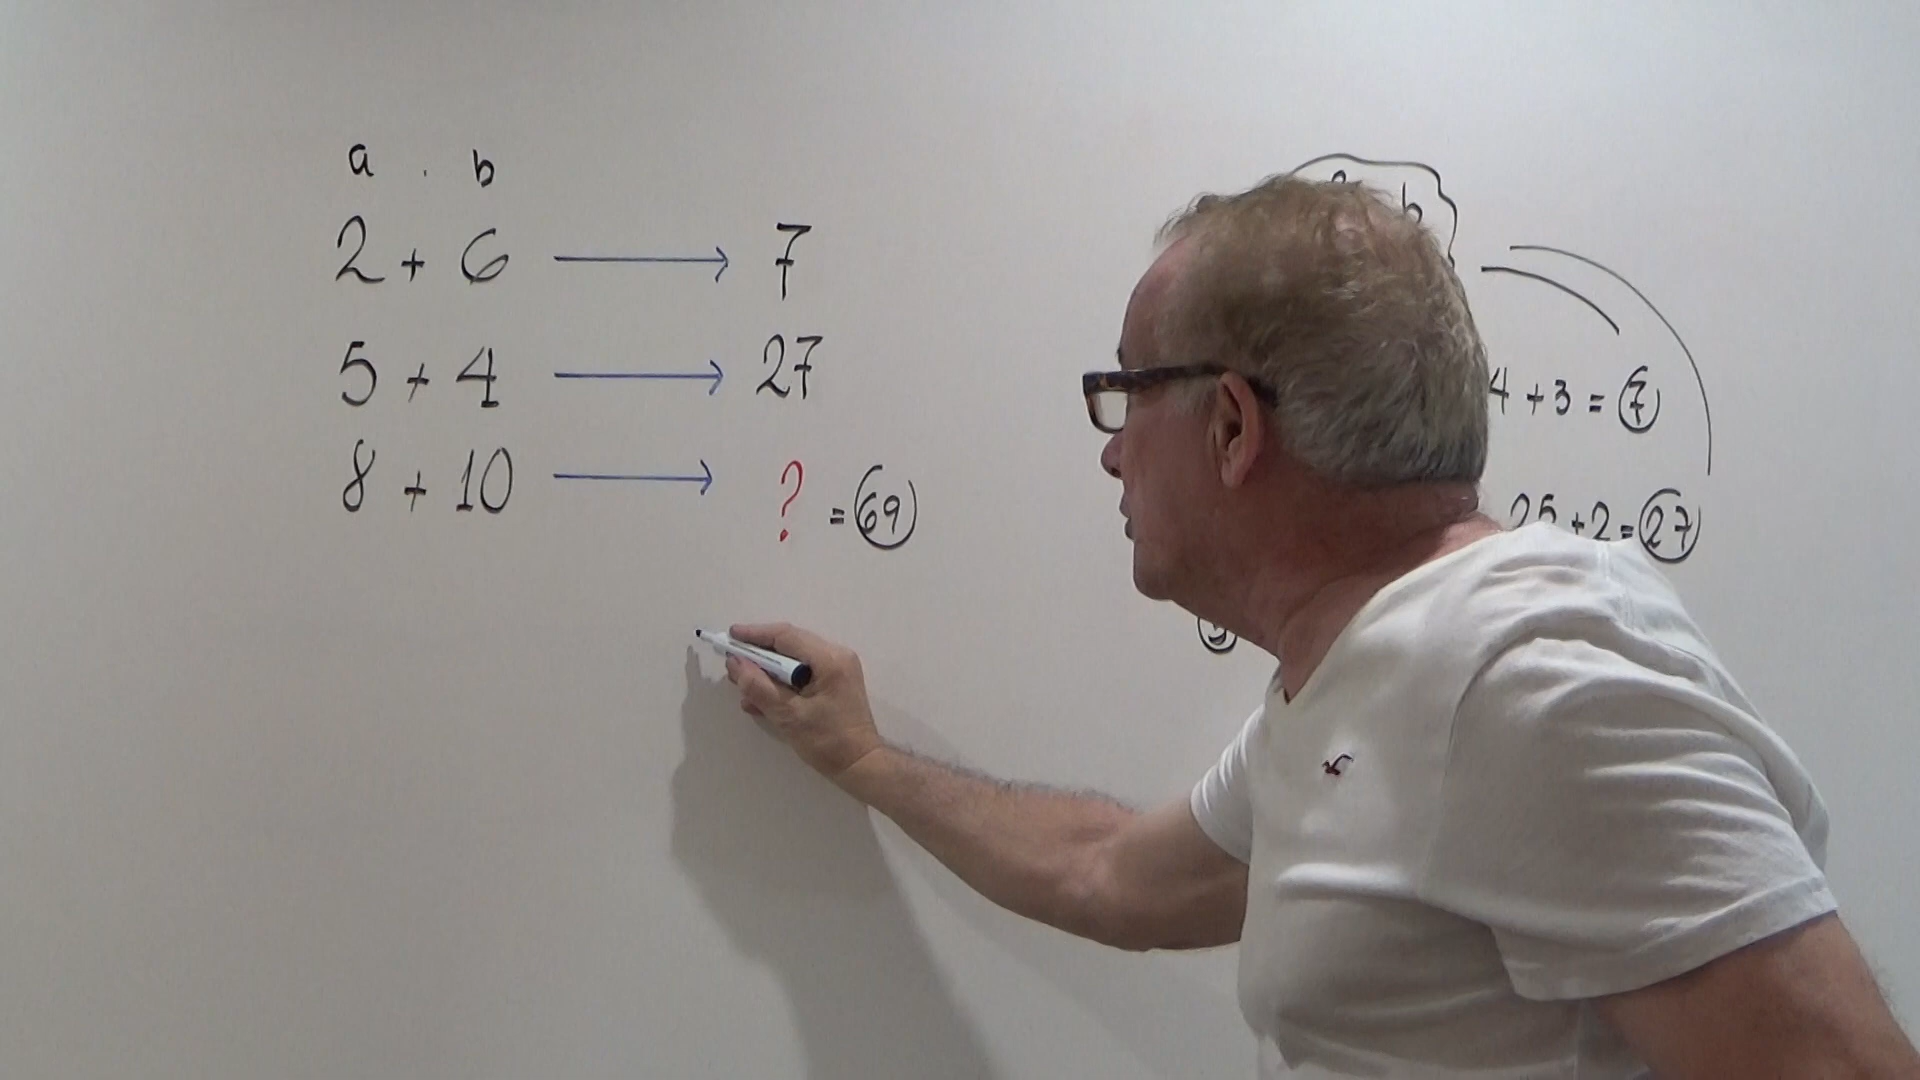 a . b
2 + 6 → 7
5 + 4 → 27
8 + 10 → ? = 69
b
4 + 3 = 7
25 + 2 = 27